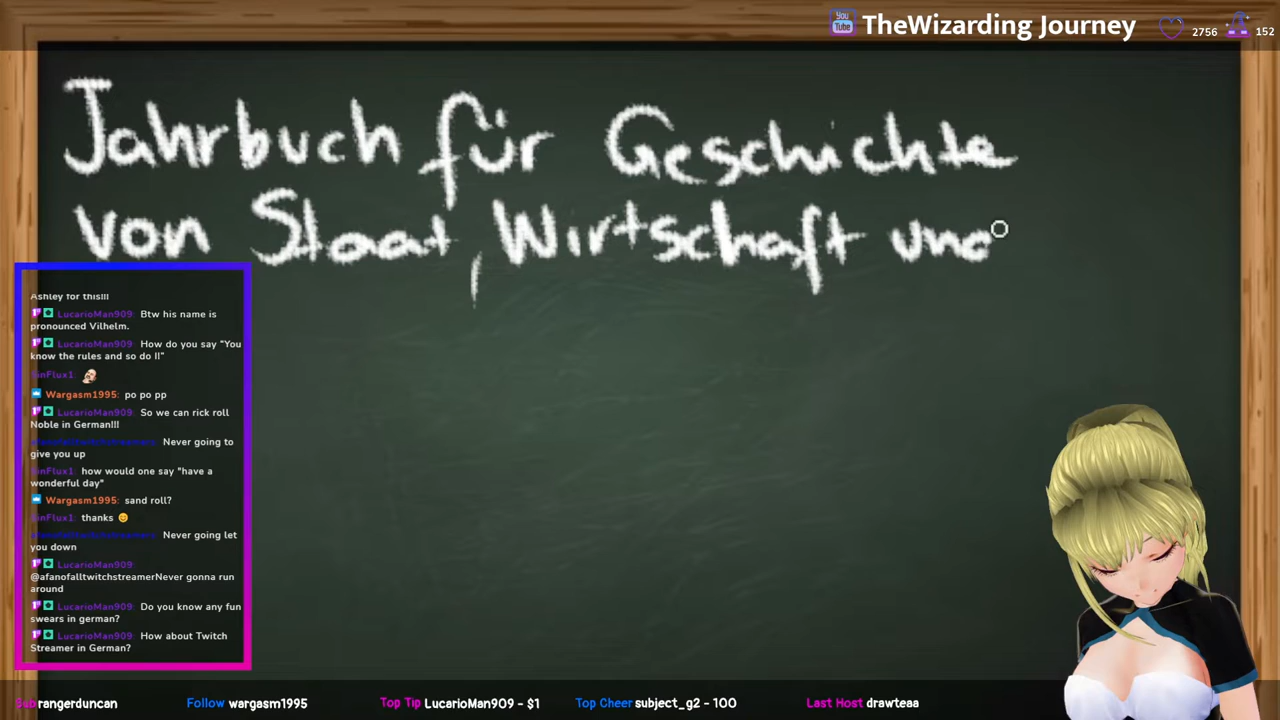 TheWizarding Journey
2756
152
Jahrbuch für Geschichte
von Staat, Wirtschaft und
Ashley for this!!!
LucarioMan909: Btw his name is
pronounced Vilhelm.
LucarioMan909: How do you say "You
know the rules and so do I!"
Wargasm1995: po po pp
LucarioMan909: So we can rick roll
Noble in German!!!
Never going to
give you up
how would one say "have a
wonderful day"
Wargasm1995: sand roll?
thanks 😊
Never going let
you down
LucarioMan909:
@afanofalltwitchstreamerNever gonna run
around
LucarioMan909: Do you know any fun
swears in german?
LucarioMan909: How about Twitch
Streamer in German?
Sub rangerduncan
Follow wargasm1995
Top Tip LucarioMan909 - $1
Top Cheer subject_g2 - 100
Last Host drawteaa